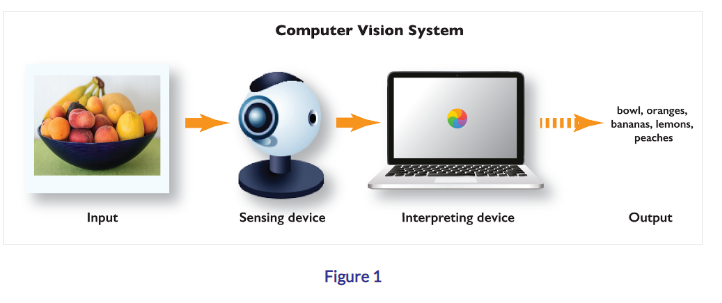 Computer Vision System
bowl, oranges,
bananas, lemons,
peaches
Input
Sensing device
Interpreting device
Output
Figure 1